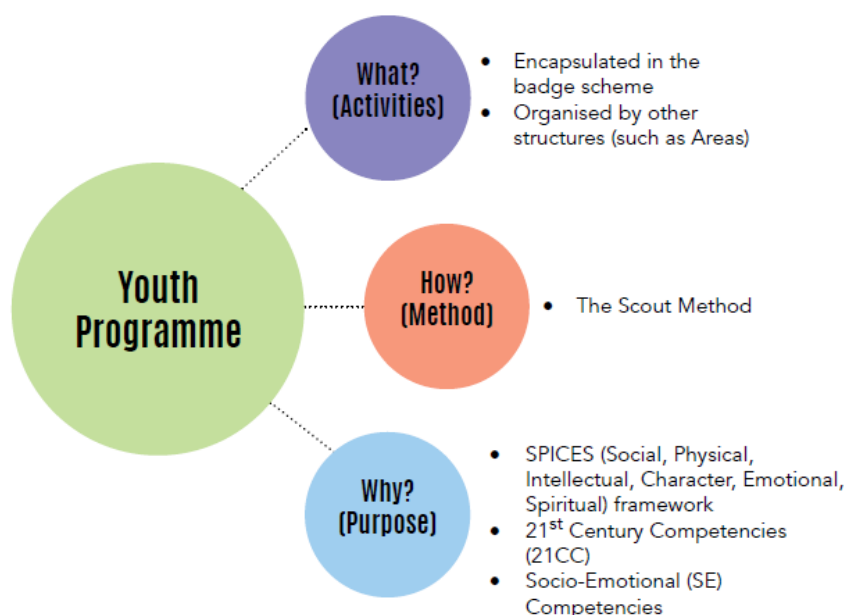 Youth
Programme
What?
(Activities)
• Encapsulated in the
badge scheme
• Organised by other
structures (such as Areas)
How?
(Method)
• The Scout Method
Why?
(Purpose)
• SPICES (Social, Physical,
Intellectual, Character, Emotional,
Spiritual) framework
• 21st Century Competencies
(21CC)
• Socio-Emotional (SE)
Competencies